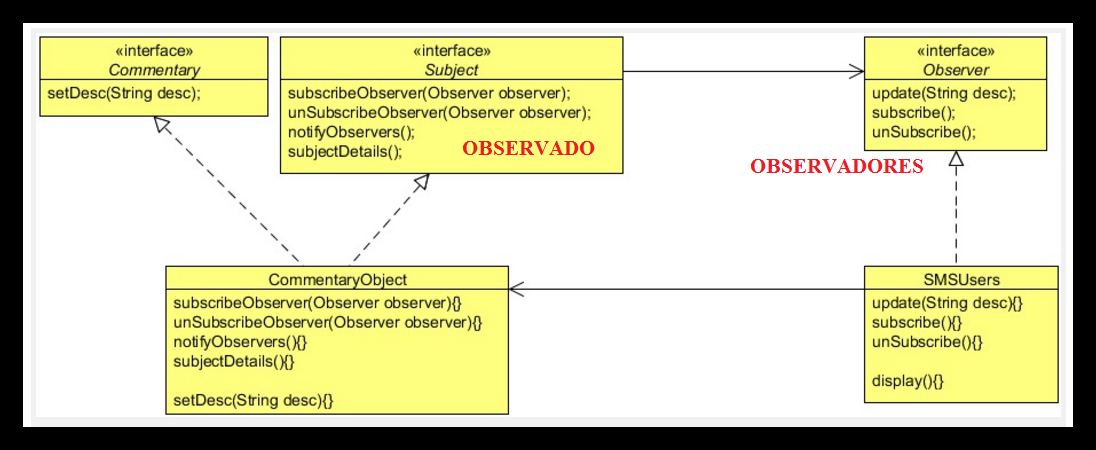 «interface»
Commentary
setDesc(String desc);
«interface»
Subject
subscribeObserver(Observer observer);
unSubscribeObserver(Observer observer);
notifyObservers();
subjectDetails();
OBSERVADO
«interface»
Observer
update(String desc);
subscribe();
unSubscribe();
OBSERVADORES
CommentaryObject
subscribeObserver(Observer observer){}
unSubscribeObserver(Observer observer){}
notifyObservers(){}
subjectDetails(){}
setDesc(String desc){}
SMSUsers
update(String desc){}
subscribe(){}
unSubscribe(){}
display(){}